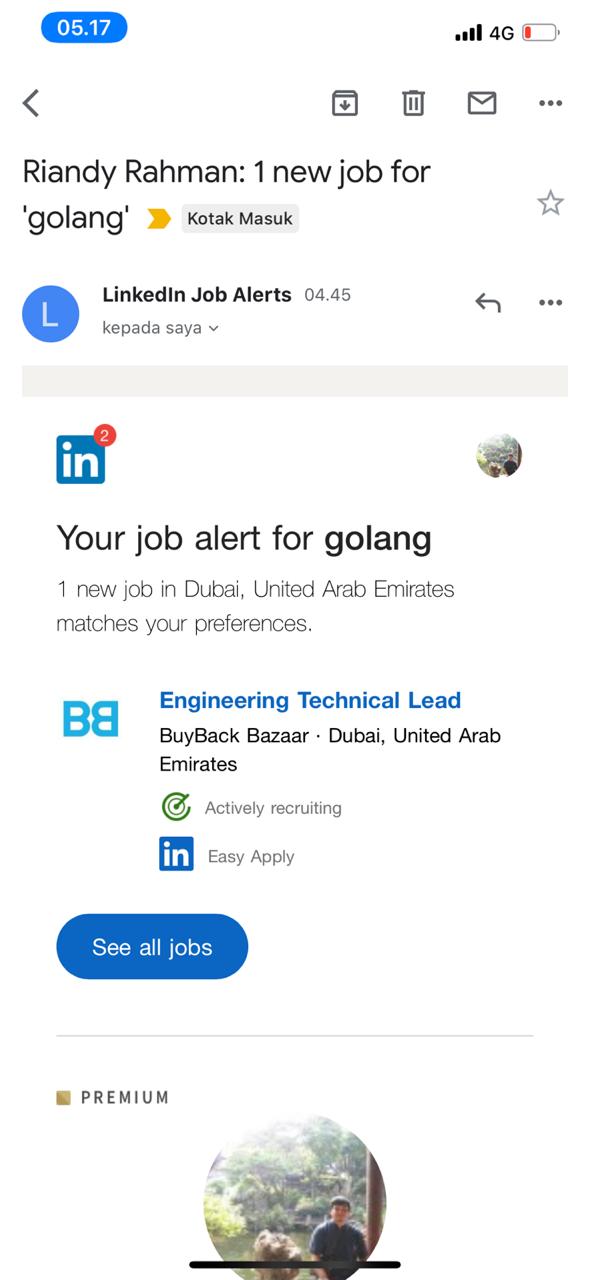 05.17
4G
Riandy Rahman: 1 new job for
'golang' Kotak Masuk
L
LinkedIn Job Alerts 04.45
kepada saya
in 2
Your job alert for golang
1 new job in Dubai, United Arab Emirates
matches your preferences.
BB
Engineering Technical Lead
BuyBack Bazaar · Dubai, United Arab
Emirates
Actively recruiting
in Easy Apply
See all jobs
PREMIUM